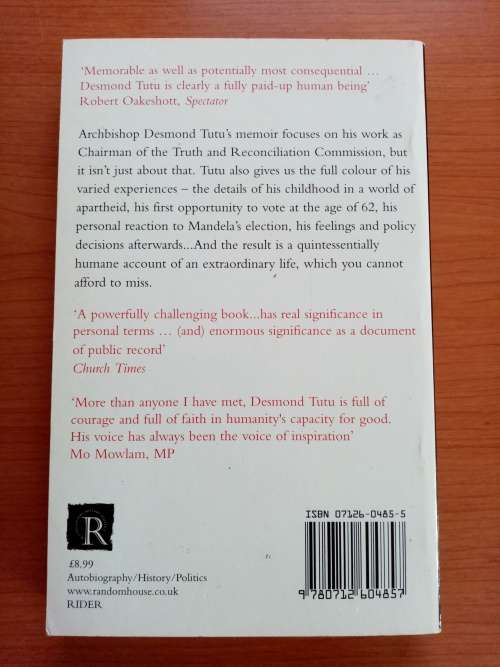 ‘Memorable as well as potentially most consequential ...
Desmond Tutu is clearly a fully paid-up human being’
Robert Oakeshott, Spectator
Archbishop Desmond Tutu’s memoir focuses on his work as
Chairman of the Truth and Reconciliation Commission, but
it isn’t just about that. Tutu also gives us the full colour of his
varied experiences – the details of his childhood in a world of
apartheid, his first opportunity to vote at the age of 62, his
personal reaction to Mandela’s election, his feelings and policy
decisions afterwards...And the result is a quintessentially
humane account of an extraordinary life, which you cannot
afford to miss.
‘A powerfully challenging book...has real significance in
personal terms ... (and) enormous significance as a document
of public record’
Church Times
‘More than anyone I have met, Desmond Tutu is full of
courage and full of faith in humanity's capacity for good.
His voice has always been the voice of inspiration’
Mo Mowlam, MP
R
£8.99
Autobiography/History/Politics
www.randomhouse.co.uk
RIDER
ISBN 07126-0485-5
9 780712 604857